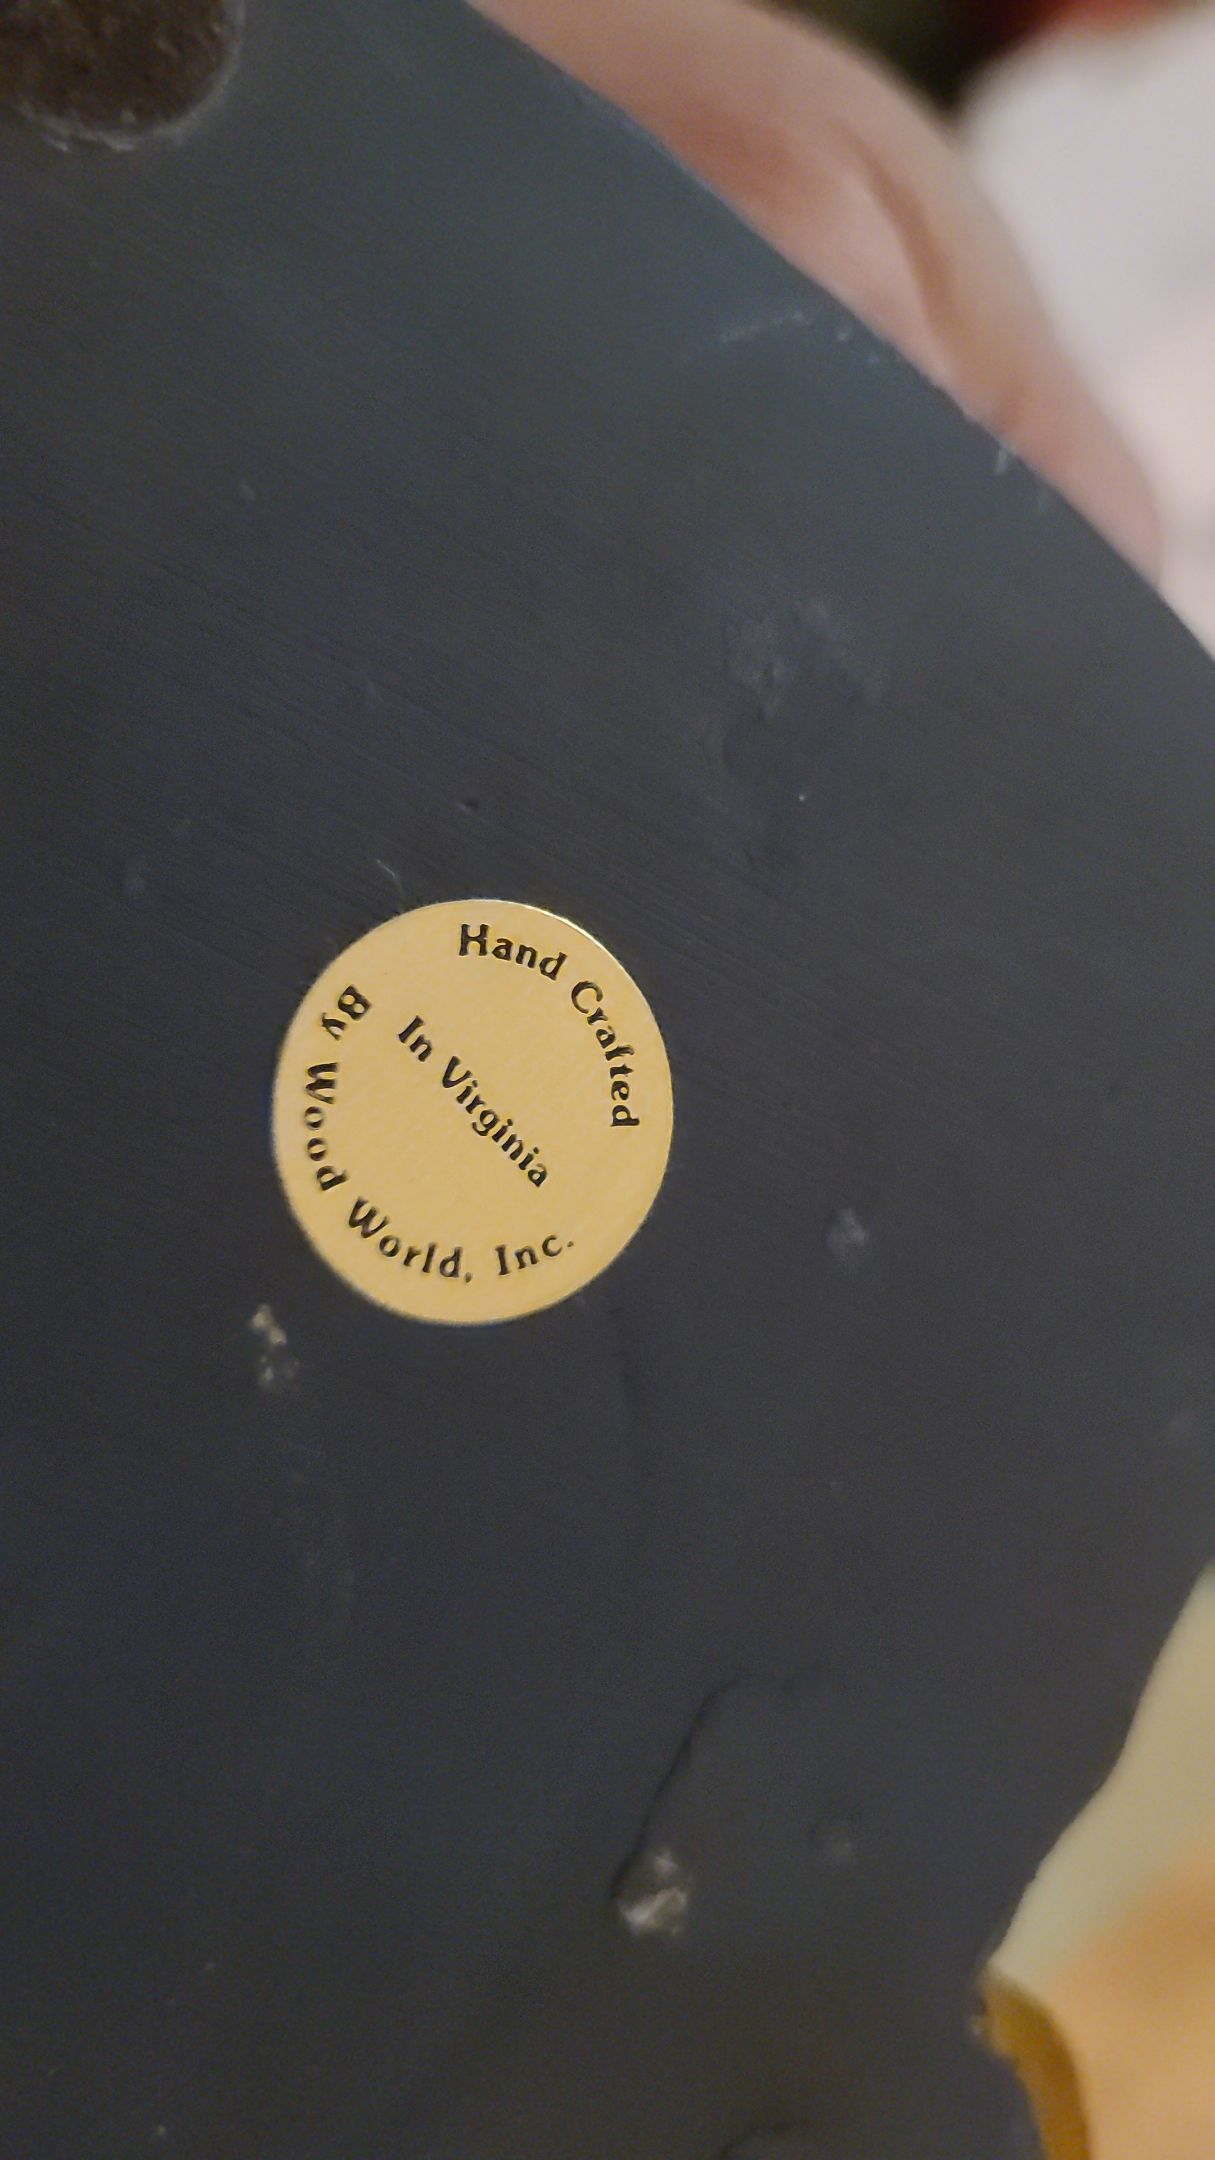 Hand Crafted
In Virginia
By Wood World, Inc.